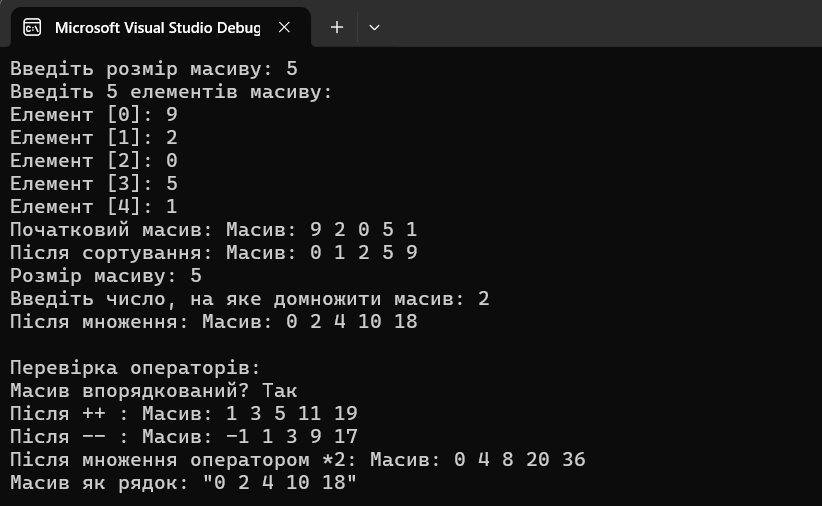 Microsoft Visual Studio Debug
Введіть розмір масиву: 5
Введіть 5 елементів масиву:
Елемент [0]: 9
Елемент [1]: 2
Елемент [2]: 0
Елемент [3]: 5
Елемент [4]: 1
Початковий масив: Масив: 9 2 0 5 1
Після сортування: Масив: 0 1 2 5 9
Розмір масиву: 5
Введіть число, на яке домножити масив: 2
Після множення: Масив: 0 2 4 10 18
Перевірка операторів:
Масив впорядкований? Так
Після ++ : Масив: 1 3 5 11 19
Після -- : Масив: -1 1 3 9 17
Після множення оператором *2: Масив: 0 4 8 20 36
Масив як рядок: "0 2 4 10 18"